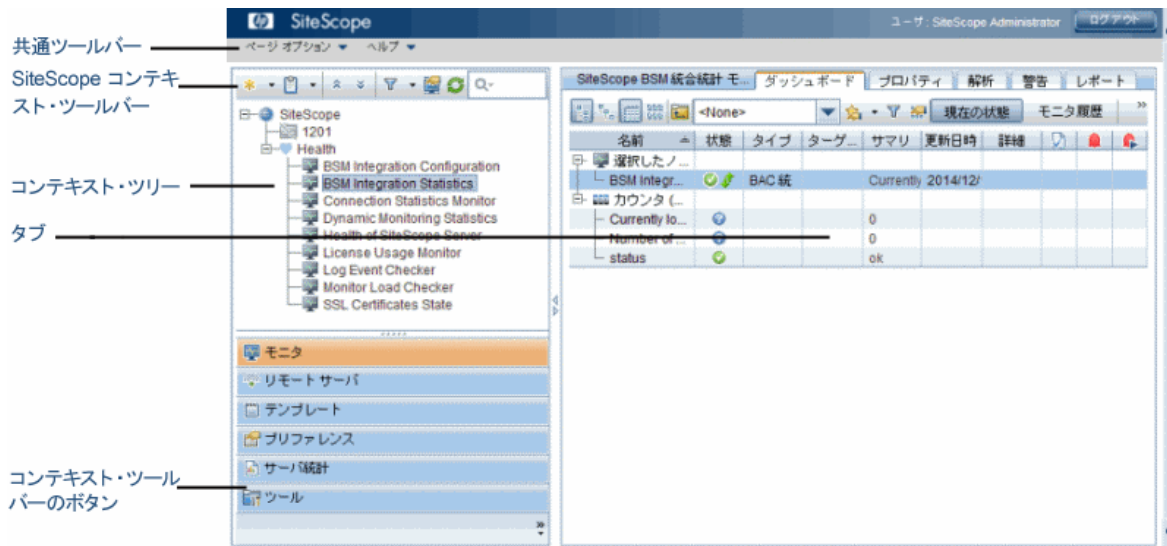 hp SiteScope
ユーザ : SiteScope Administrator ログアウト
共通ツールバー
ページ オプション ヘルプ
SiteScope コンテキ
スト・ツールバー
SiteScope
1201
Health
BSM Integration Configuration
BSM Integration Statistics
Connection Statistics Monitor
Dynamic Monitoring Statistics
Health of SiteScope Server
License Usage Monitor
Log Event Checker
Monitor Load Checker
SSL Certificates State
コンテキスト・ツリー
タブ
モニタ
リモート サーバ
テンプレート
プリファレンス
サーバ統計
ツール
コンテキスト・ツール
バーのボタン
SiteScope BSM 統合統計 モ... ダッシュボード プロパティ 解析 警告 レポート
<None> 現在の状態 モニタ履歴
名前 状態 タイプ ターゲ... サマリ 更新日時 詳細
選択したノ...
BSM Integr... BAC 統 Currently 2014/12/
カウンタ (...
Currently lo... 0
Number of ... 0
status ok